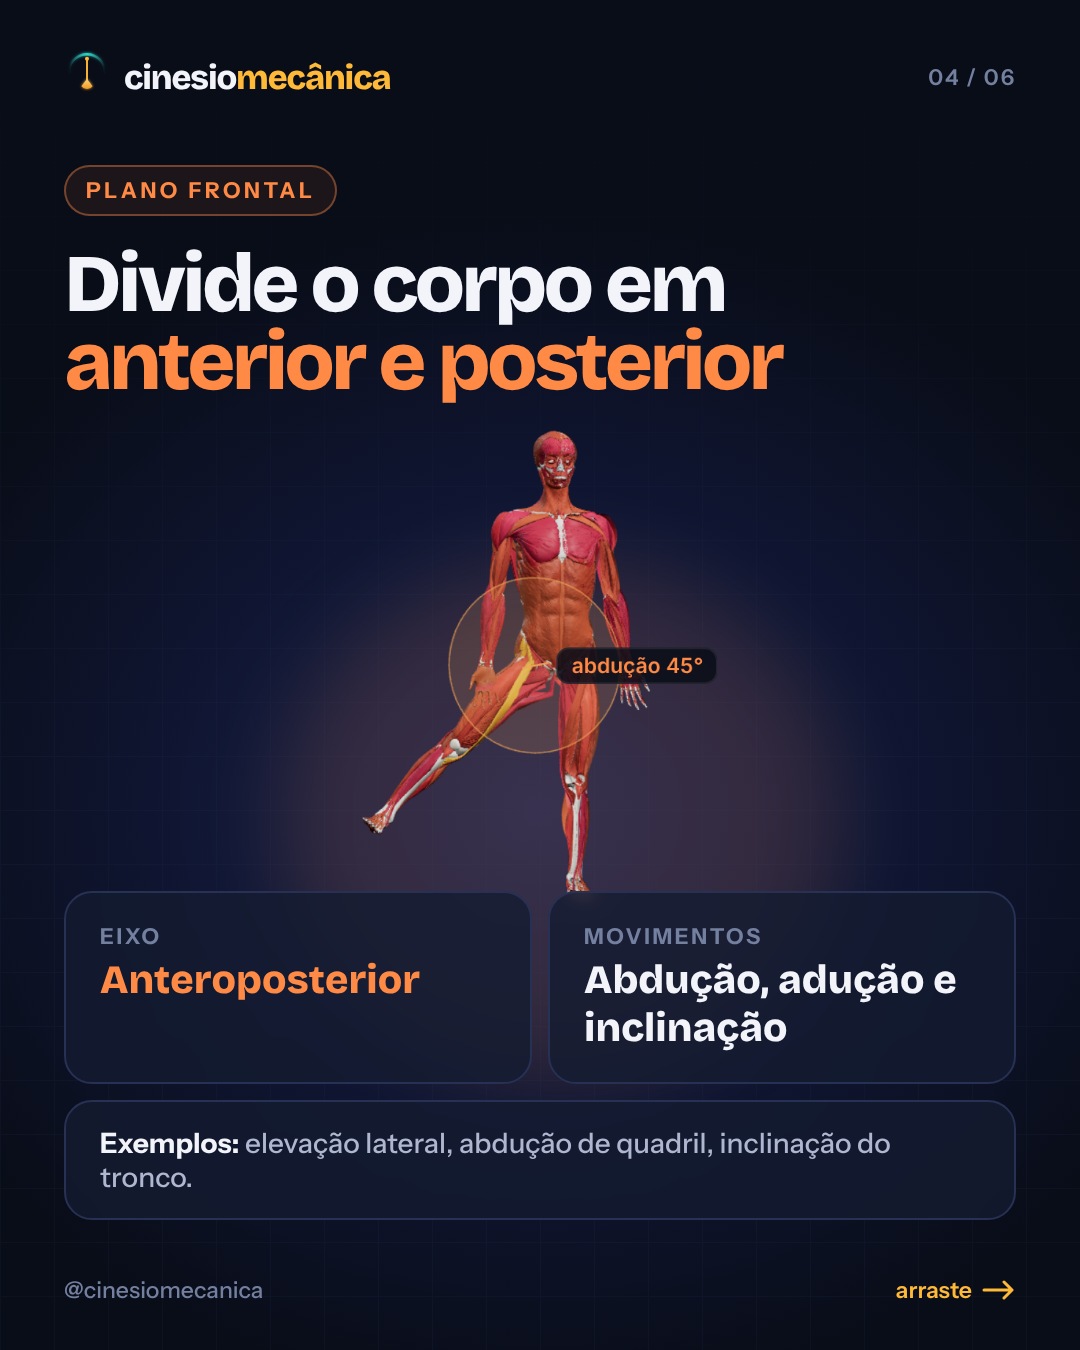 cinesiomecânica
04 / 06
PLANO FRONTAL
Divide o corpo em
anterior e posterior
abdução 45°
EIXO
Anteroposterior
MOVIMENTOS
Abdução, adução e
inclinação
Exemplos: elevação lateral, abdução de quadril, inclinação do
tronco.
@cinesiomecanica
arraste →